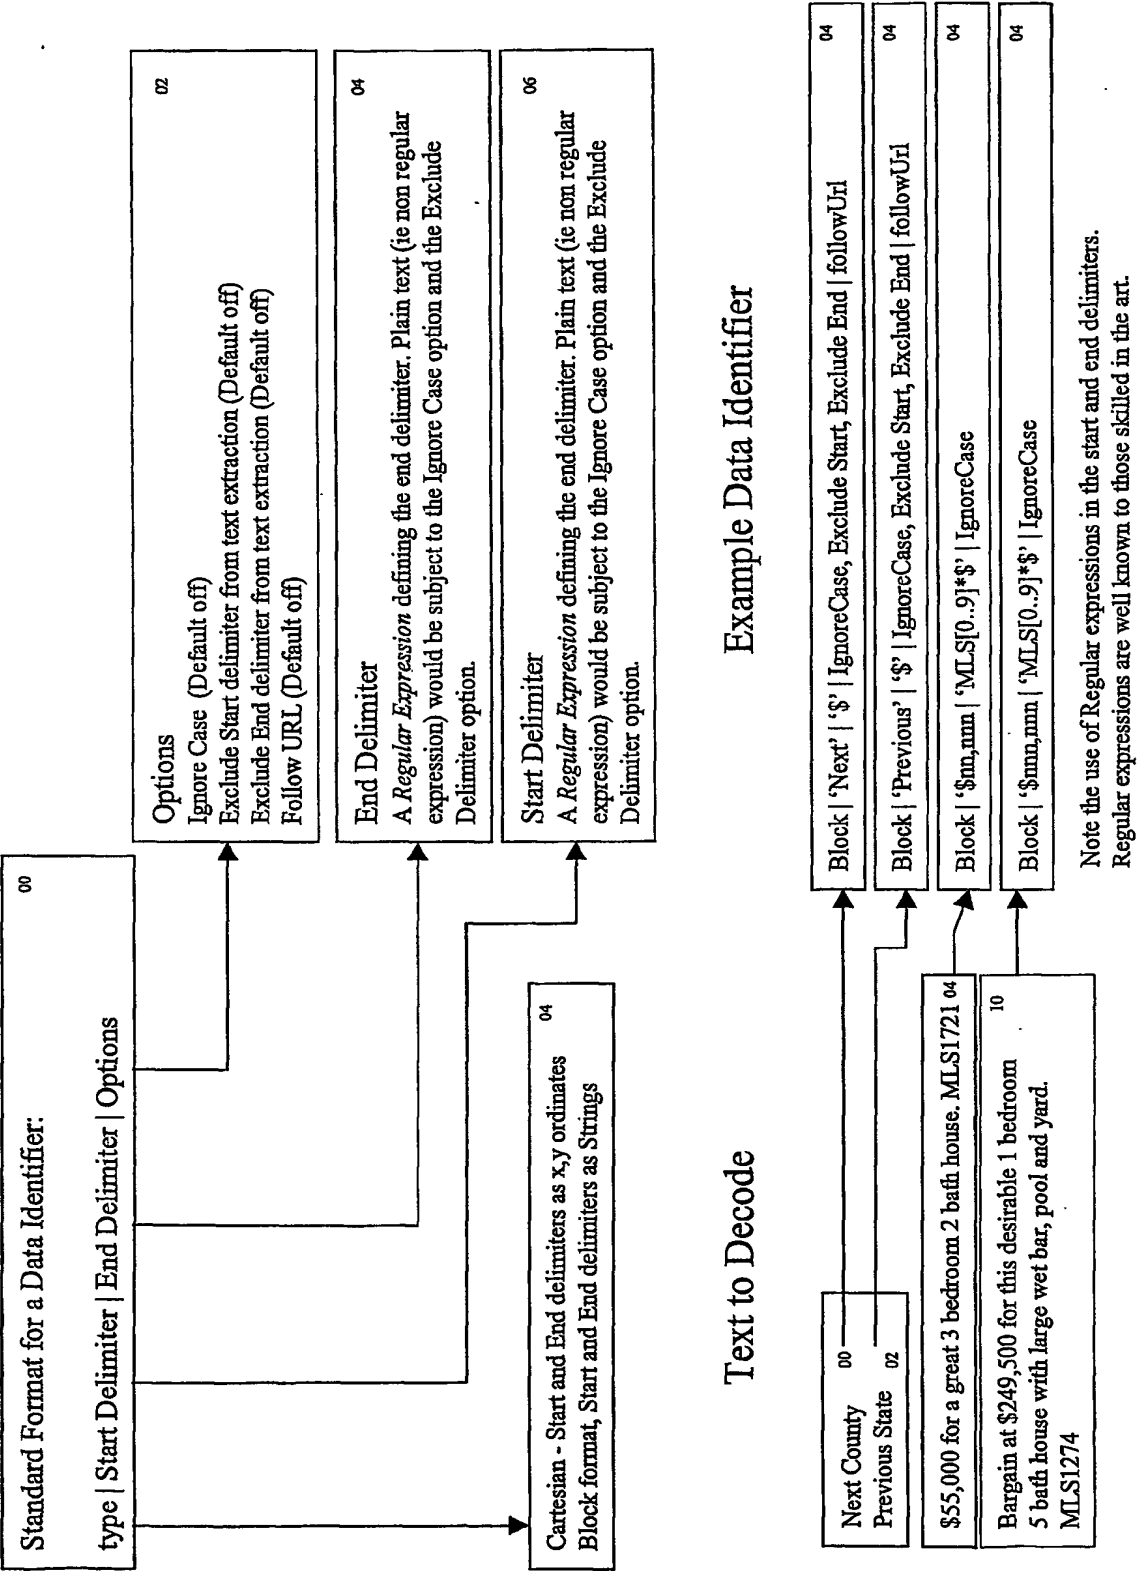 Standard Format for a Data Identifier:
00
type | Start Delimiter | End Delimiter | Options
Options
02
Ignore Case (Default off)
Exclude Start delimiter from text extraction (Default off)
Exclude End delimiter from text extraction (Default off)
Follow URL (Default off)
End Delimiter
04
A Regular Expression defining the end delimiter. Plain text (ie non regular
expression) would be subject to the Ignore Case option and the Exclude
Delimiter option.
Start Delimiter
06
A Regular Expression defining the end delimiter. Plain text (ie non regular
expression) would be subject to the Ignore Case option and the Exclude
Delimiter option.
Cartesian - Start and End delimiters as x,y ordinates
04
Block format, Start and End delimiters as Strings
Text to Decode
Example Data Identifier
Next County 00
Previous State 02
$55,000 for a great 3 bedroom 2 bath house. MLS1721 04
Bargain at $249,500 for this desirable 1 bedroom 10
5 bath house with large wet bar, pool and yard.
MLS1274
Block | ‘Next’ | ‘$’ | IgnoreCase, Exclude Start, Exclude End | followUrl 04
Block | ‘Previous’ | ‘$’ | IgnoreCase, Exclude Start, Exclude End | followUrl 04
Block | ‘$nn,nnn | ‘MLS[0..9]*$’ | IgnoreCase 04
Block | ‘$nnn,nnn | ‘MLS[0..9]*$’ | IgnoreCase 04
Note the use of Regular expressions in the start and end delimiters.
Regular expressions are well known to those skilled in the art.